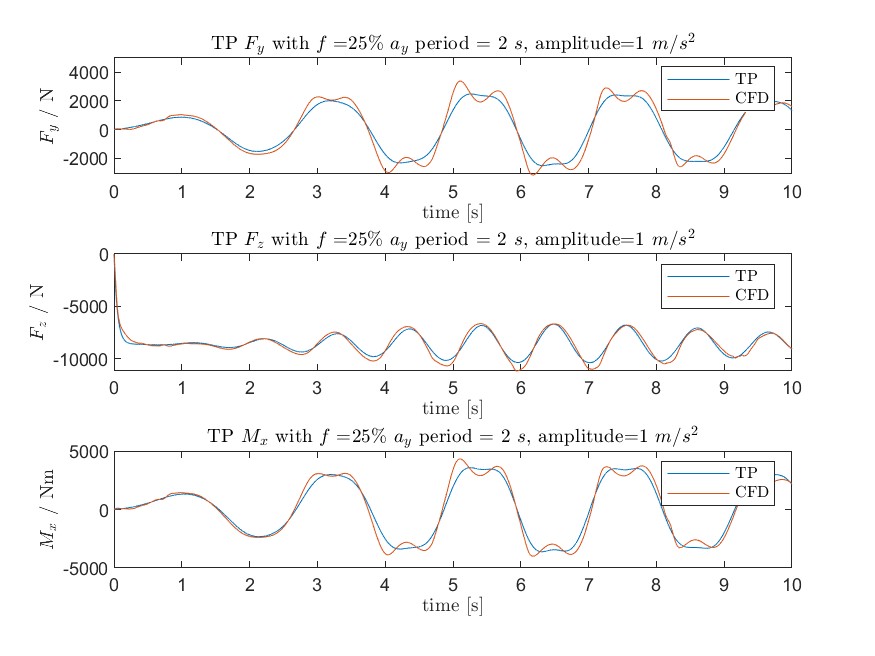 TP F_y with f =25% a_y period = 2 s, amplitude=1 m/s²
F_y / N
4000
2000
0
-2000
TP
CFD
0 1 2 3 4 5 6 7 8 9 10
time [s]
TP F_z with f =25% a_y period = 2 s, amplitude=1 m/s²
F_z / N
0
-5000
-10000
TP
CFD
0 1 2 3 4 5 6 7 8 9 10
time [s]
TP M_x with f =25% a_y period = 2 s, amplitude=1 m/s²
M_x / Nm
5000
0
-5000
TP
CFD
0 1 2 3 4 5 6 7 8 9 10
time [s]